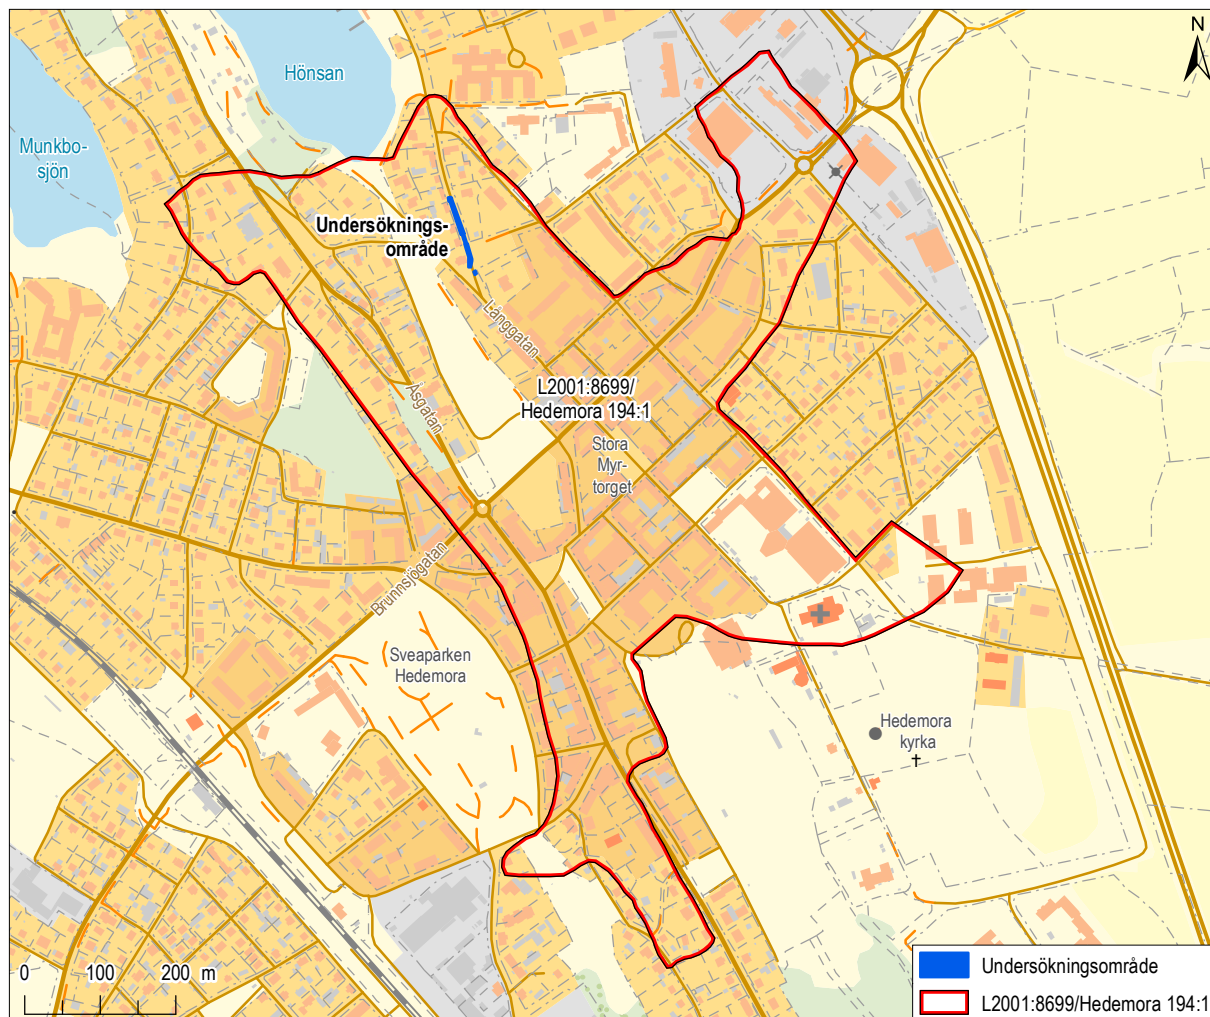 N
Hönsan
Munkbo-
sjön
Undersöknings-
område
Långgatan
L2001:8699/
Hedemora 194:1
Åsgatan
Stora
Myr-
torget
Brunnsjögatan
Sveaparken
Hedemora
Hedemora
kyrka
0 100 200 m
Undersökningsområde
L2001:8699/Hedemora 194:1